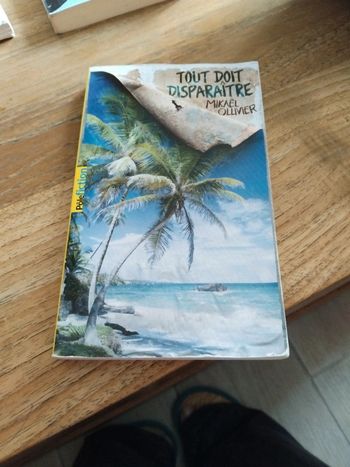 TOUT DOIT
DISPARAÎTRE
MIKAËL
OLLIVIER
Pôle fiction